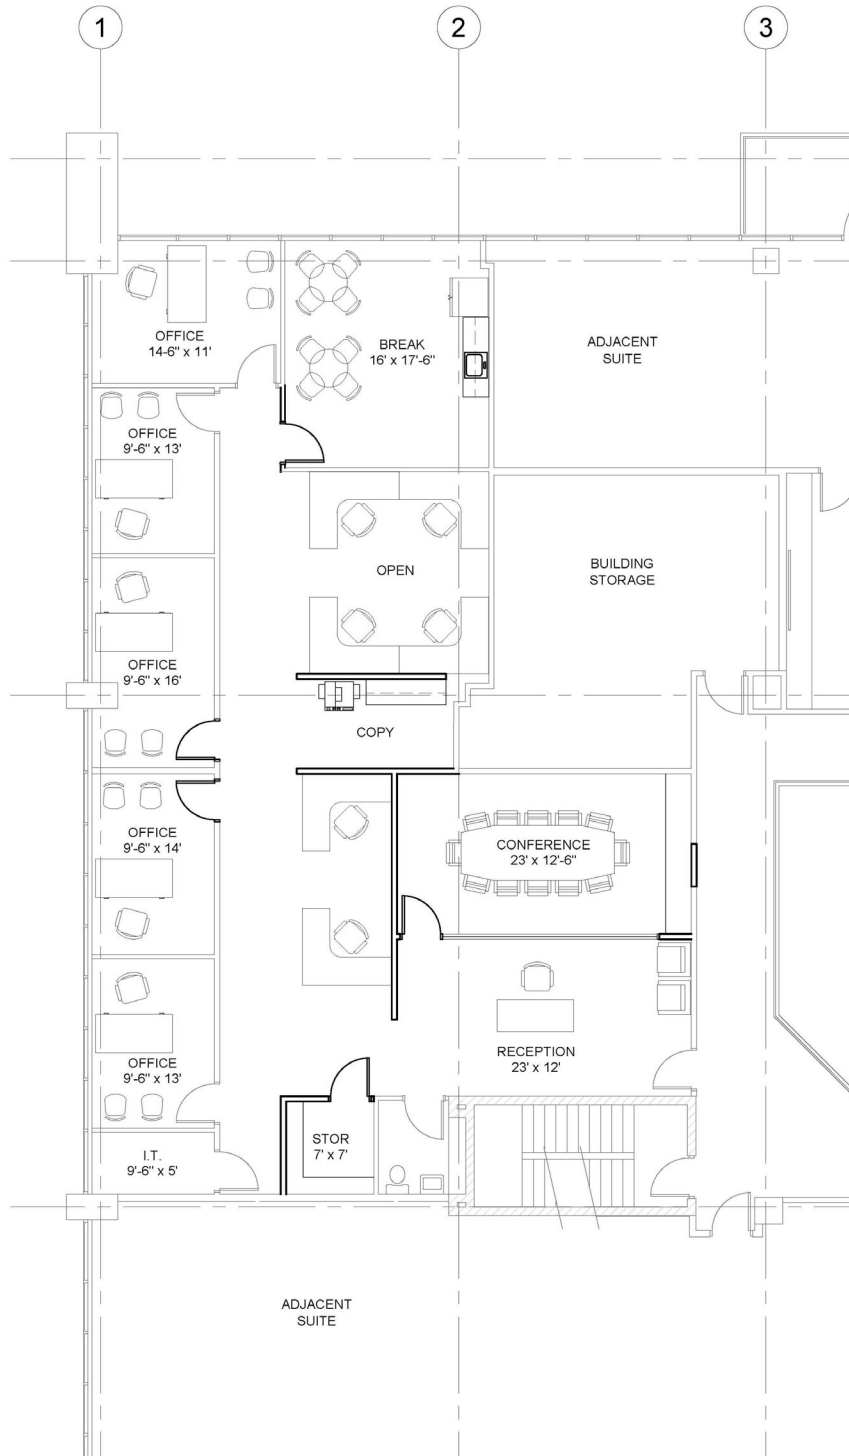 1
2
3
OFFICE
14-6" x 11'
BREAK
16' x 17'-6"
ADJACENT
SUITE
OFFICE
9'-6" x 13'
OPEN
BUILDING
STORAGE
OFFICE
9'-6" x 16'
COPY
OFFICE
9'-6" x 14'
CONFERENCE
23' x 12'-6"
OFFICE
9'-6" x 13'
RECEPTION
23' x 12'
I.T.
9'-6" x 5'
STOR
7' x 7'
ADJACENT
SUITE